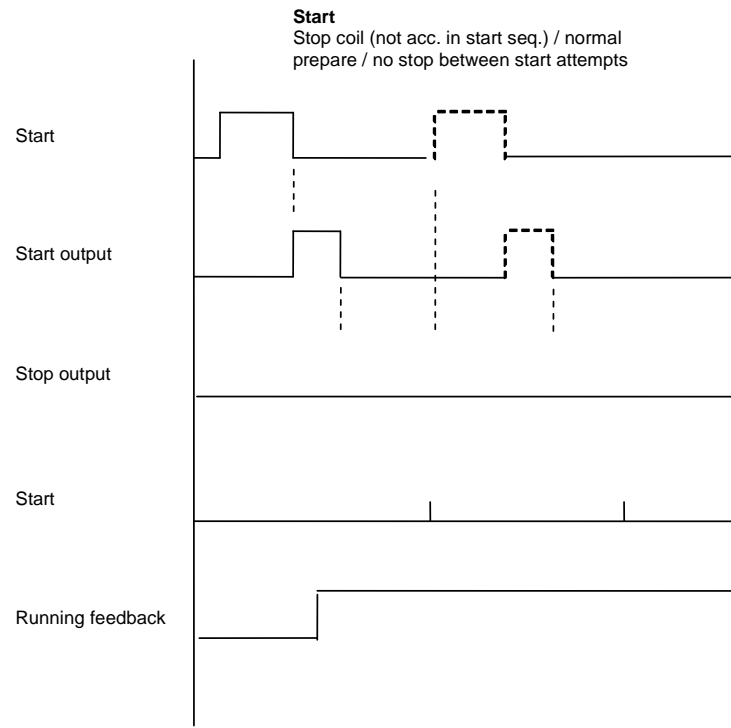 Start
Stop coil (not acc. in start seq.) / normal
prepare / no stop between start attempts
Start
Start output
Stop output
Start
Running feedback